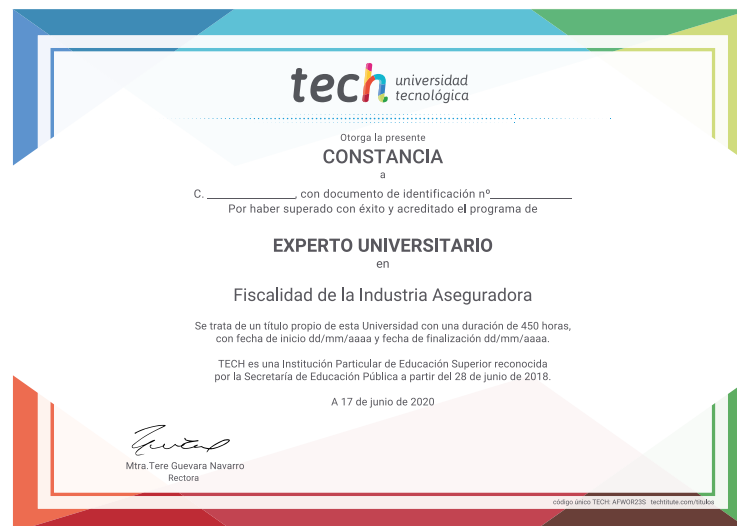 tech universidad
tecnológica
Otorga la presente
CONSTANCIA
a
C. ________________, con documento de identificación nº______________
Por haber superado con éxito y acreditado el programa de
EXPERTO UNIVERSITARIO
en
Fiscalidad de la Industria Aseguradora
Se trata de un título propio de esta Universidad con una duración de 450 horas,
con fecha de inicio dd/mm/aaaa y fecha de finalización dd/mm/aaaa.
TECH es una Institución Particular de Educación Superior reconocida
por la Secretaría de Educación Pública a partir del 28 de junio de 2018.
A 17 de junio de 2020
Mtra.Tere Guevara Navarro
Rectora
código único TECH: AFWOR23S techtitute.com/titulos